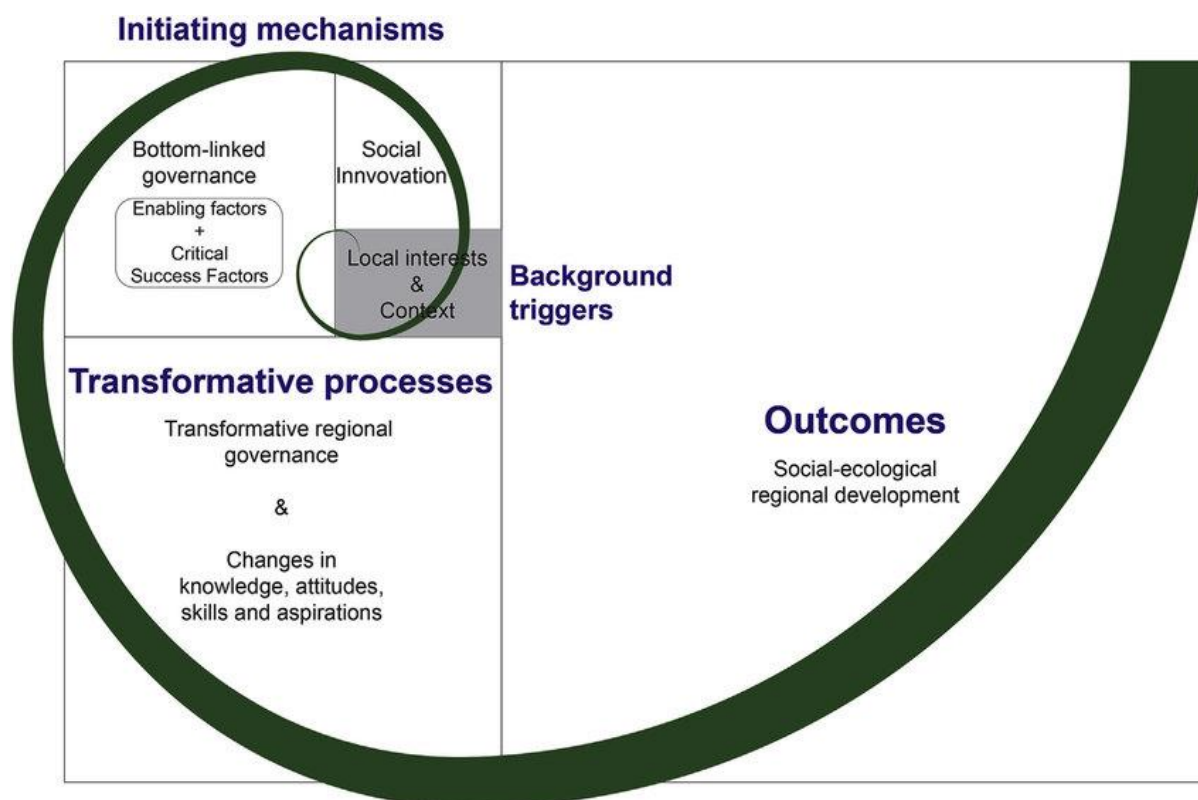 Initiating mechanisms
Bottom-linked
governance
Enabling factors
+
Critical
Success Factors
Social
Innvovation
Local interests
&
Context
Background
triggers
Transformative processes
Transformative regional
governance
&
Changes in
knowledge, attitudes,
skills and aspirations
Outcomes
Social-ecological
regional development